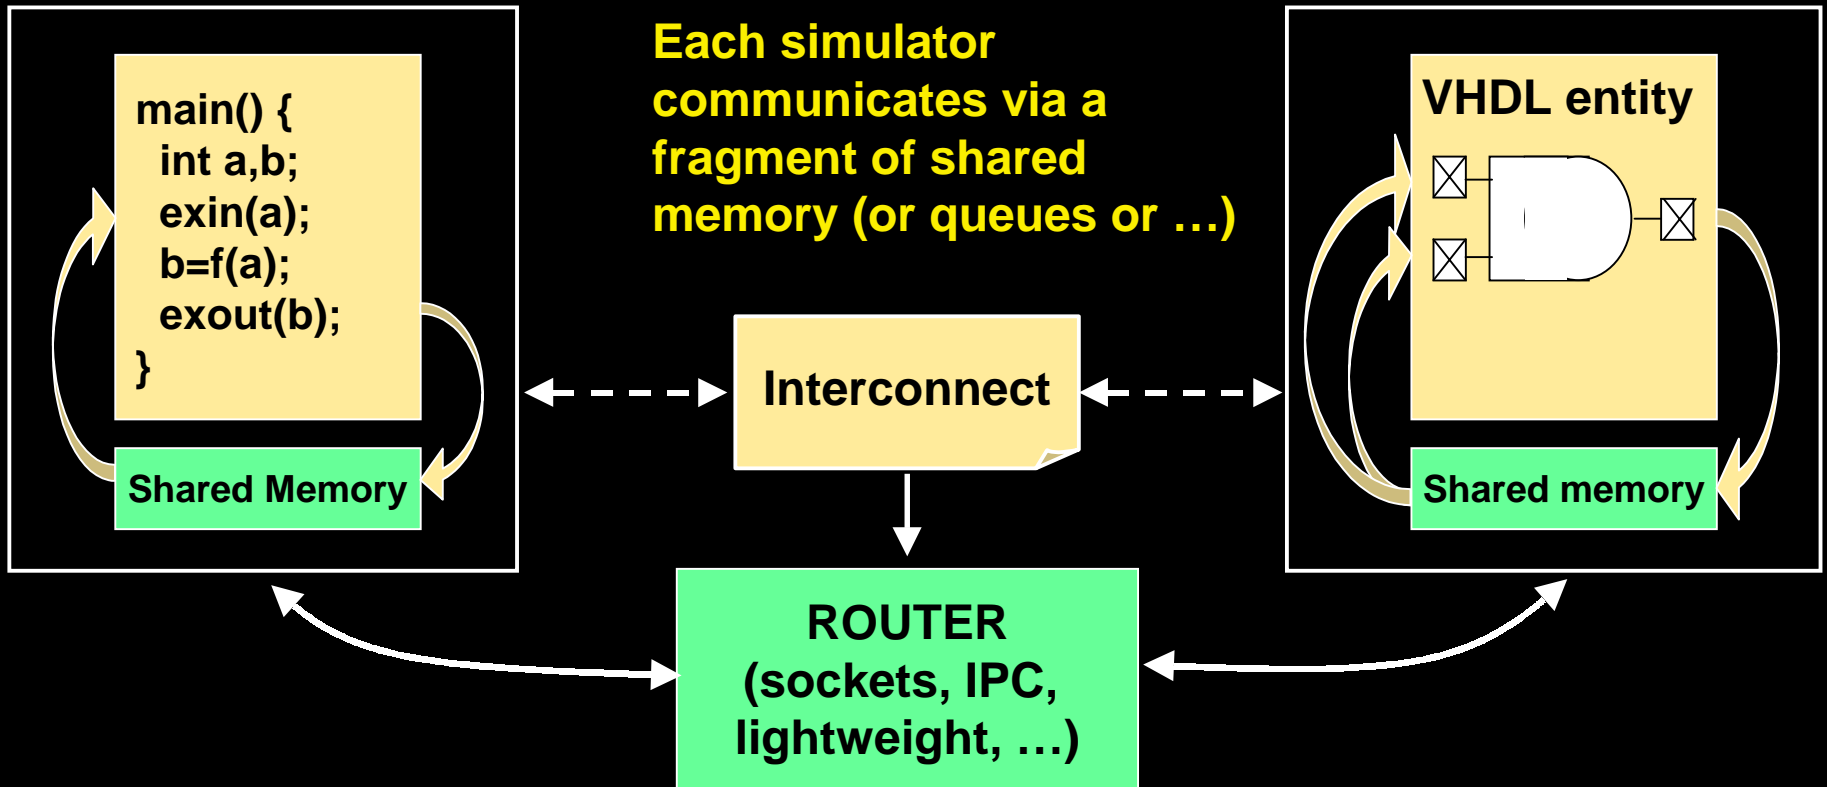 main() {
int a,b;
exin(a);
b=f(a);
exout(b);
}
Shared Memory
Each simulator
communicates via a
fragment of shared
memory (or queues or …)
Interconnect
ROUTER
(sockets, IPC,
lightweight, …)
VHDL entity
Shared memory